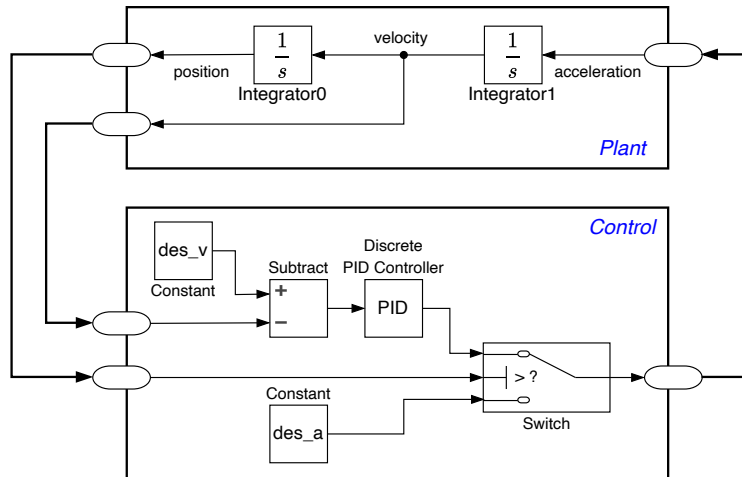 velocity
1
s
1
s
position
acceleration
Integrator0
Integrator1
Plant
Control
des_v
Constant
Subtract
+
−
Discrete
PID Controller
PID
> ?
Switch
Constant
des_a